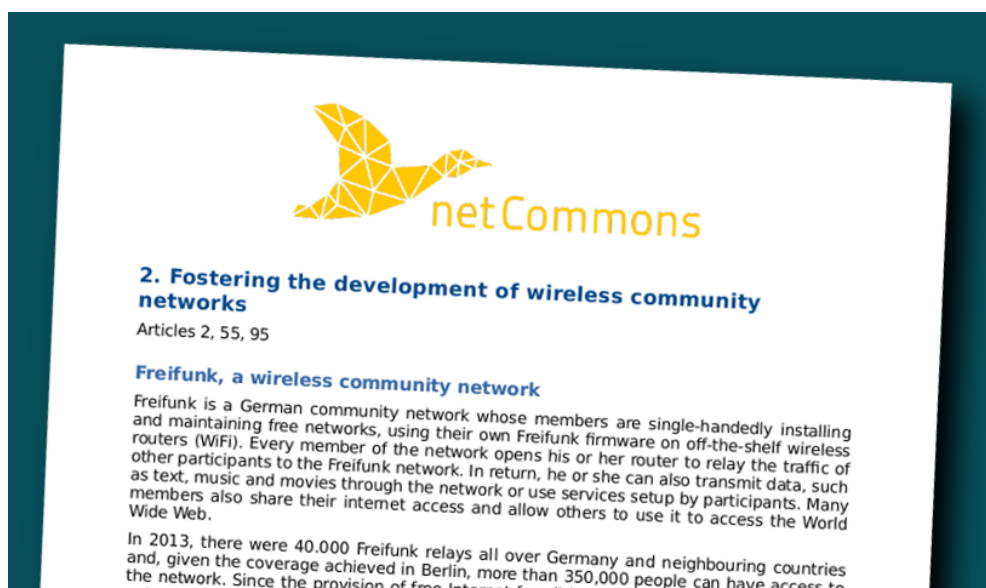 netCommons
2. Fostering the development of wireless community
networks
Articles 2, 55, 95
Freifunk, a wireless community network
Freifunk is a German community network whose members are single-handedly installing
and maintaining free networks, using their own Freifunk firmware on off-the-shelf wireless
routers (WiFi). Every member of the network opens his or her router to relay the traffic of
other participants to the Freifunk network. In return, he or she can also transmit data, such
as text, music and movies through the network or use services setup by participants. Many
members also share their internet access and allow others to use it to access the World
Wide Web.
In 2013, there were 40.000 Freifunk relays all over Germany and neighbouring countries
and, given the coverage achieved in Berlin, more than 350,000 people can have access to
the network. Since the provision of free